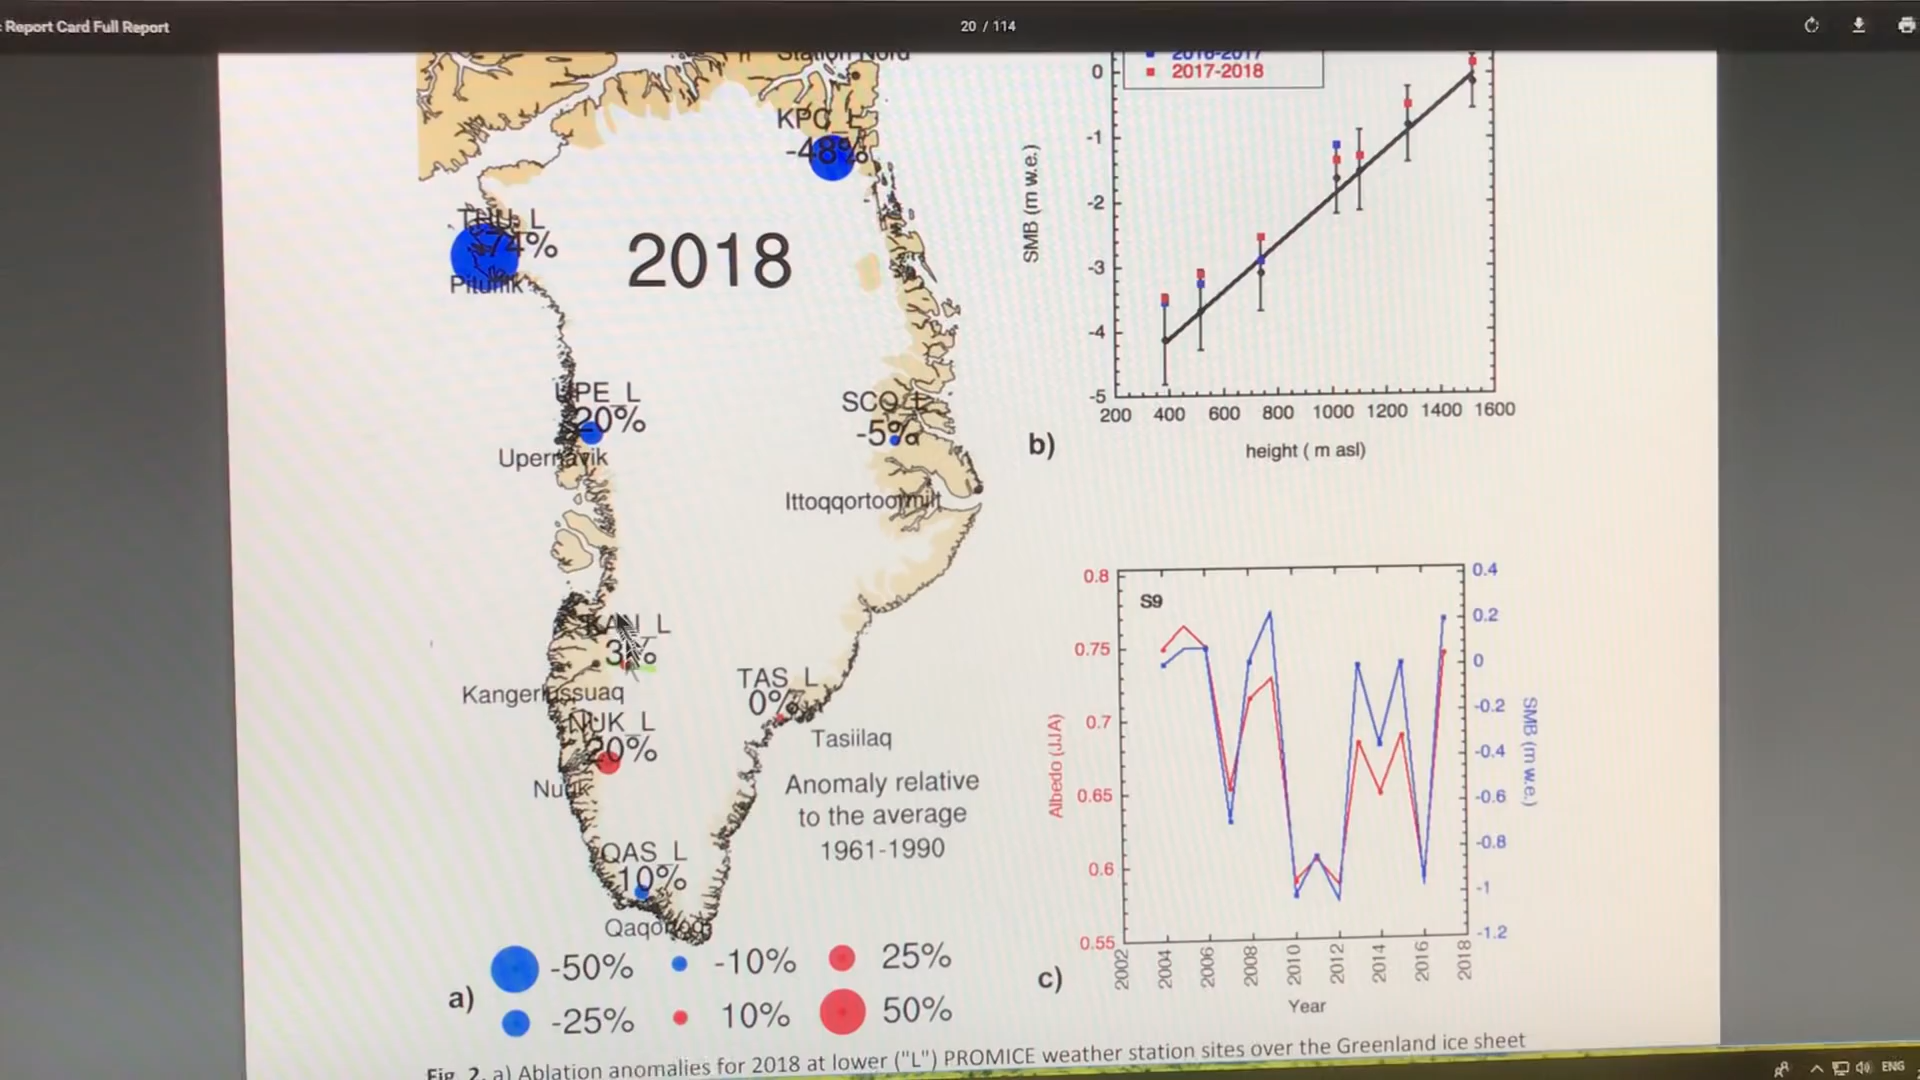 Report Card Full Report
20 / 114
Station Nord
KPC_L
-48%
THU_L
-74%
Pituffik
2018
UPE_L
20%
Upernavik
SCO_L
-5%
Ittoqqortoormiit
KAN_L
3%
Kangerlussuaq
NUK_L
20%
Nuuk
TAS_L
0%
Tasiilaq
Anomaly relative
to the average
1961-1990
QAS_L
10%
-50%
-10%
25%
a)
-25%
10%
50%
2016-2017
2017-2018
0
-1
-2
-3
-4
-5
SMB (m w.e.)
200 400 600 800 1000 1200 1400 1600
height ( m asl)
b)
S9
0.8
0.75
0.7
0.65
0.6
0.55
Albedo (JJA)
0.4
0.2
0
-0.2
-0.4
-0.6
-0.8
-1
-1.2
SMB (m w.e.)
2002 2004 2006 2008 2010 2012 2014 2016 2018
Year
c)
Fig. 2. a) Ablation anomalies for 2018 at lower ("L") PROMICE weather station sites over the Greenland ice sheet
ENG